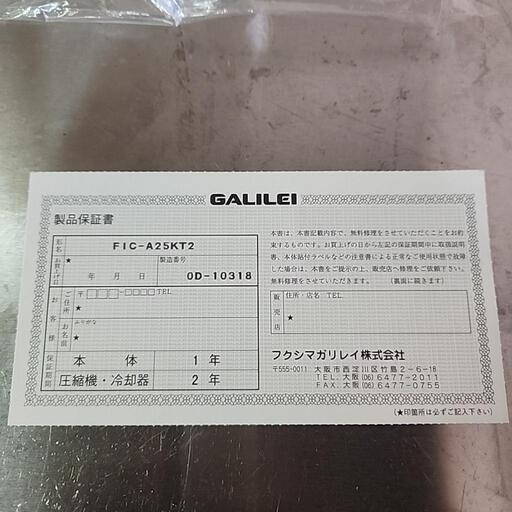 GALILEI
製品保証書
形名 FIC-A25KT2
お買上げ日 ★ 年 月 日 製造番号 0D-10318
お客様 ご住所 ★ 〒□□□-□□□□ TEL
お名前 ふりがな ★
保証期間 本体 1年
圧縮機・冷却器 2年
本書は、本書記載内容で、無料修理をさせていただくことをお約
束するものです。お買上げの日から左記の保証期間中に取扱説明
書、本体貼付ラベルなどの注意書による正常なご使用状態で故障
した場合は、本書をご提示の上、販売店へ修理をご依頼下さい。
無料修理をさせていただきます。 (裏面に続きます)
販売店 住所・店名 TEL
フクシマガリレイ株式会社
〒555-0011 大阪市西淀川区竹島2-6-18
TEL.大阪(06)6477-2011
FAX.大阪(06)6477-0755
(★印箇所は必ずご記入下さい)